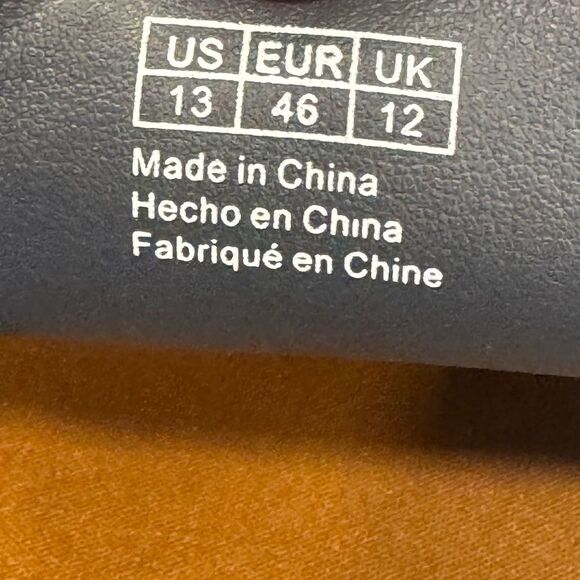 US EUR UK
13 46 12
Made in China
Hecho en China
Fabriqué en Chine